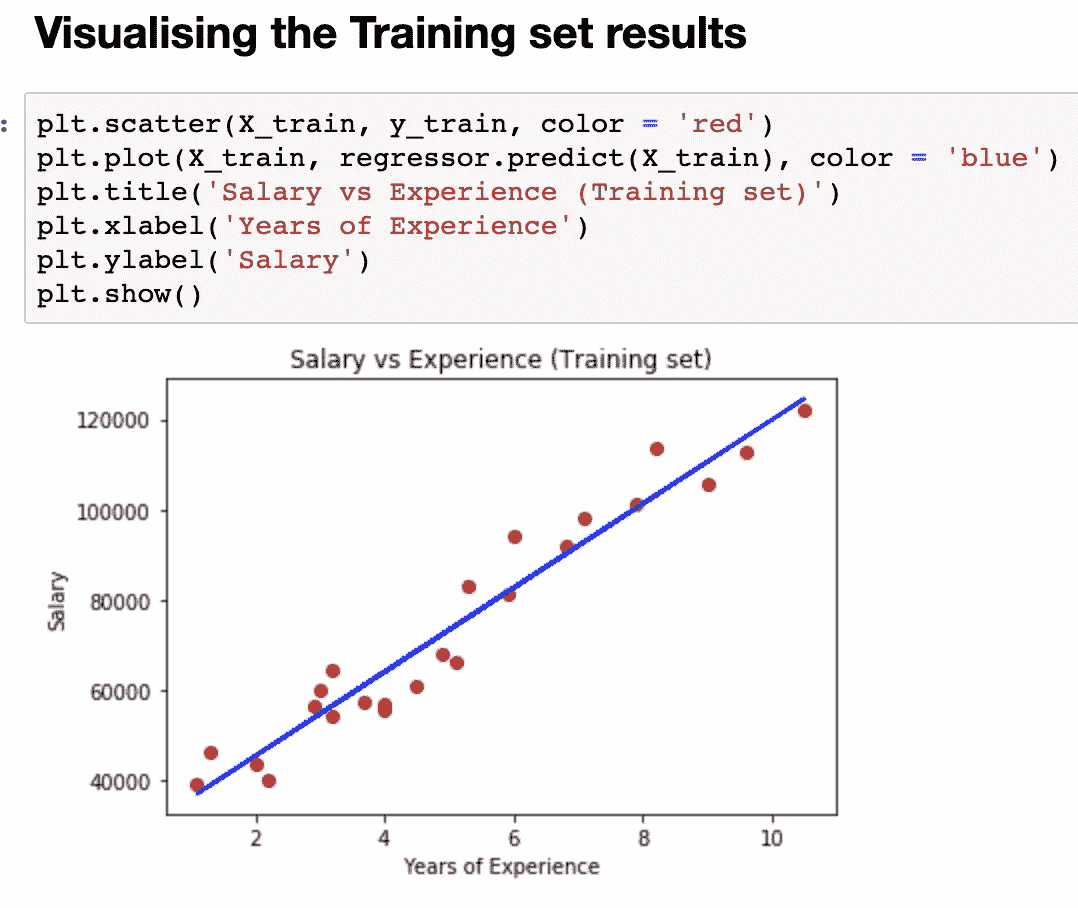 Visualising the Training set results
:
plt.scatter(X_train, y_train, color = 'red')
plt.plot(X_train, regressor.predict(X_train), color = 'blue')
plt.title('Salary vs Experience (Training set)')
plt.xlabel('Years of Experience')
plt.ylabel('Salary')
plt.show()
Salary vs Experience (Training set)
120000
100000
80000
60000
40000
Salary
2 4 6 8 10
Years of Experience